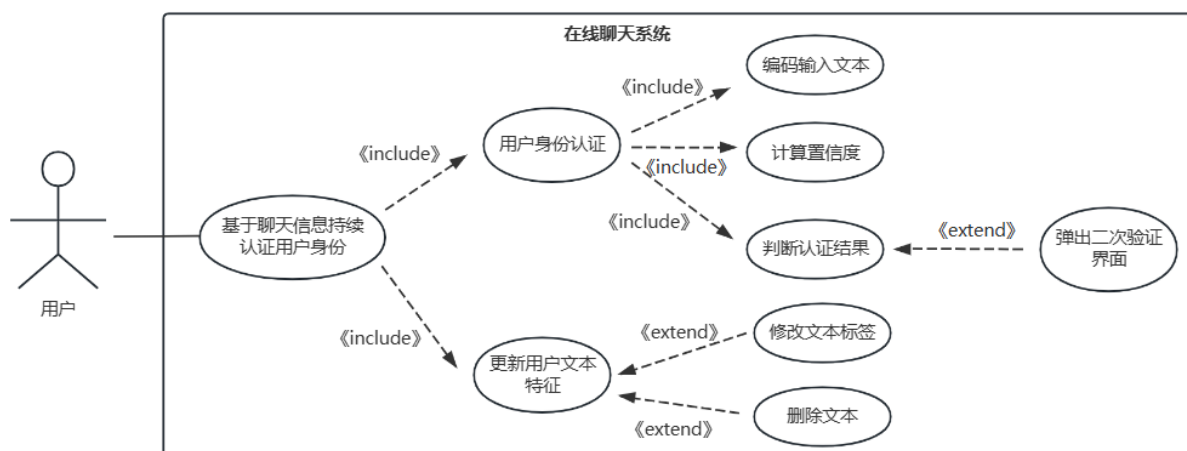 在线聊天系统
编码输入文本
《include》
用户身份认证
《include》
计算置信度
《include》
《include》
基于聊天信息持续
认证用户身份
判断认证结果
《extend》
弹出二次验证
界面
用户
《include》
更新用户文本
特征
《extend》
修改文本标签
《extend》
删除文本